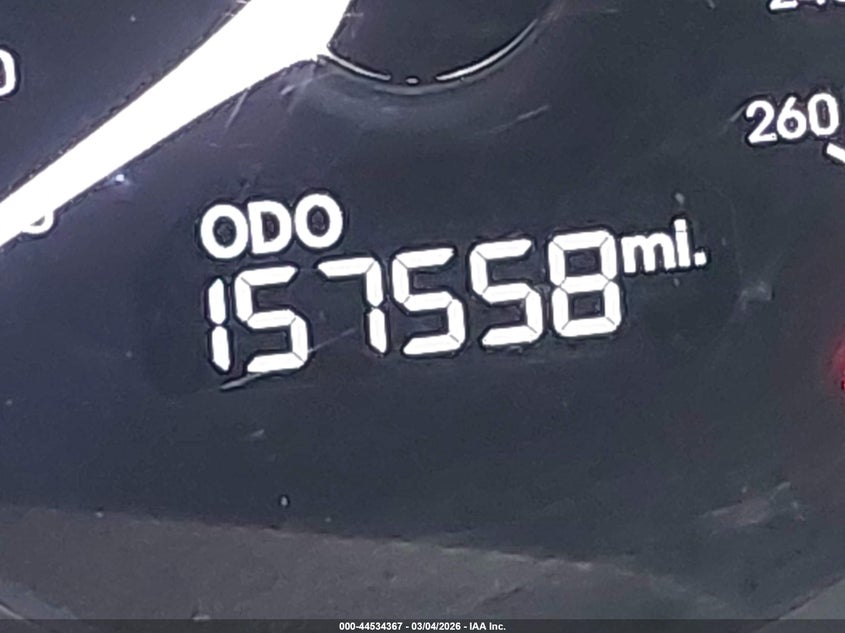 260
ODO
157558 mi.
000-44534367 - 03/04/2026 - IAA Inc.